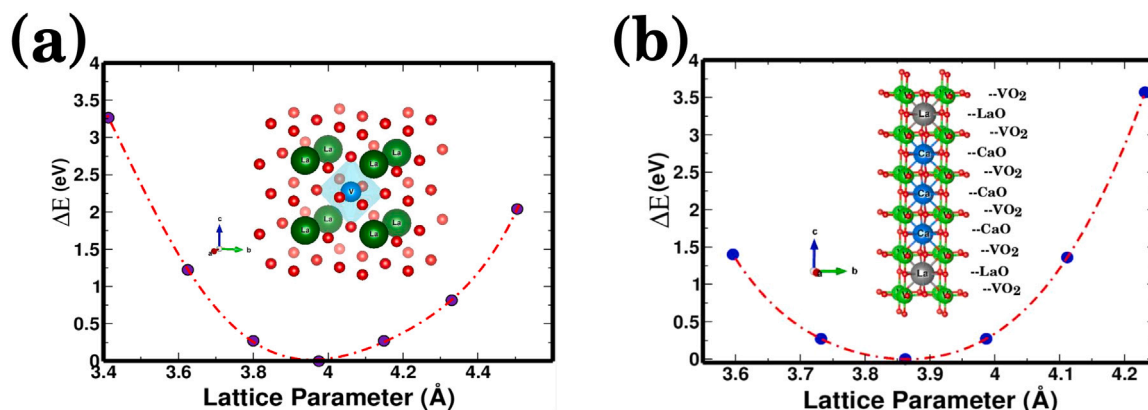 (a)
ΔE (eV)
4
3.5
3
2.5
2
1.5
1
0.5
0
3.4 3.6 3.8 4 4.2 4.4
Lattice Parameter (Å)
La La
La La
V
La La
La La
c
a b
(b)
ΔE (eV)
4
3.5
3
2.5
2
1.5
1
0.5
0
3.6 3.7 3.8 3.9 4 4.1 4.2
Lattice Parameter (Å)
--VO2
La --LaO
--VO2
Ca --CaO
--VO2
Ca --CaO
--VO2
Ca --CaO
--VO2
La --LaO
--VO2
c
a b